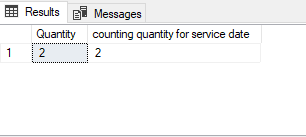 Results Messages
Quantity counting quantity for service date
1 2 2